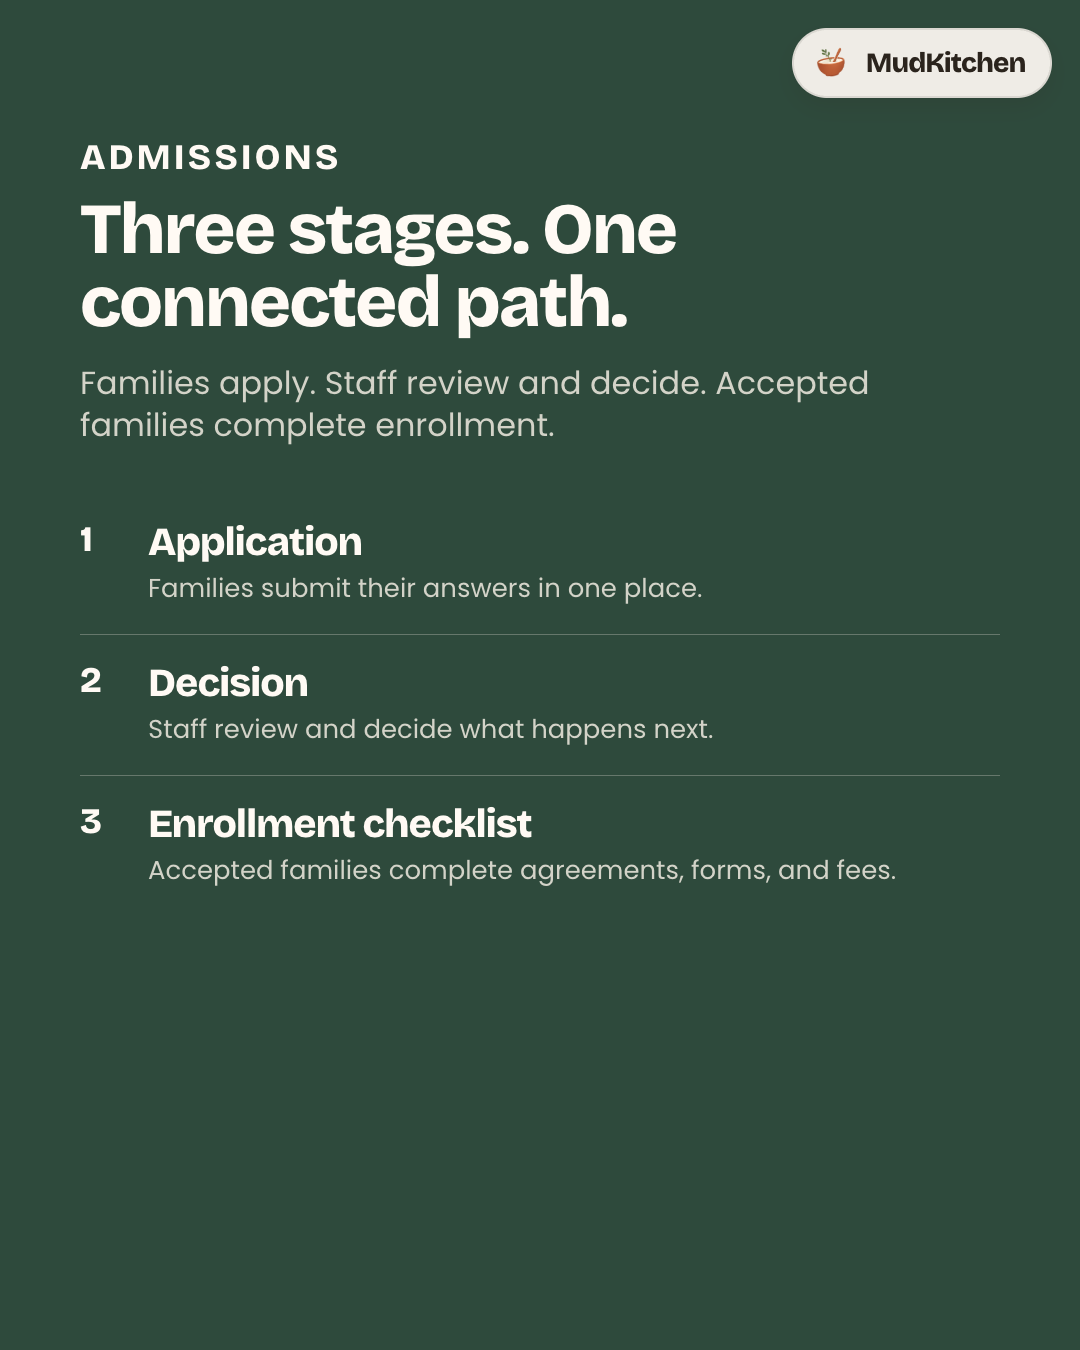 MudKitchen
ADMISSIONS
Three stages. One
connected path.
Families apply. Staff review and decide. Accepted
families complete enrollment.
1 Application
Families submit their answers in one place.
2 Decision
Staff review and decide what happens next.
3 Enrollment checklist
Accepted families complete agreements, forms, and fees.